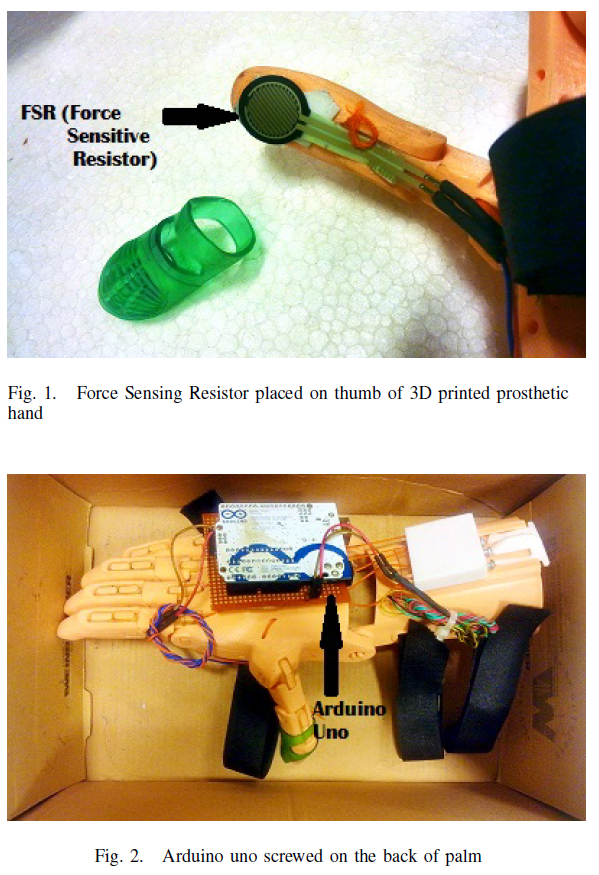 FSR (Force
Sensitive
Resistor)
Fig. 1. Force Sensing Resistor placed on thumb of 3D printed prosthetic
hand
Arduino
Uno
Fig. 2. Arduino uno screwed on the back of palm